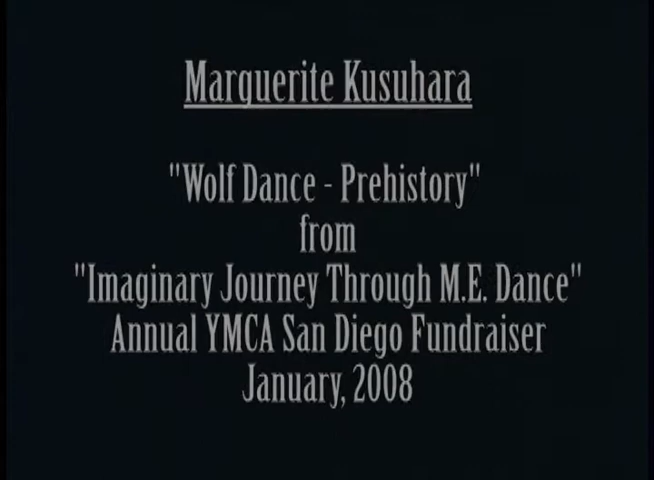 Marguerite Kusuhara
"Wolf Dance - Prehistory"
from
"Imaginary Journey Through M.E. Dance"
Annual YMCA San Diego Fundraiser
January, 2008